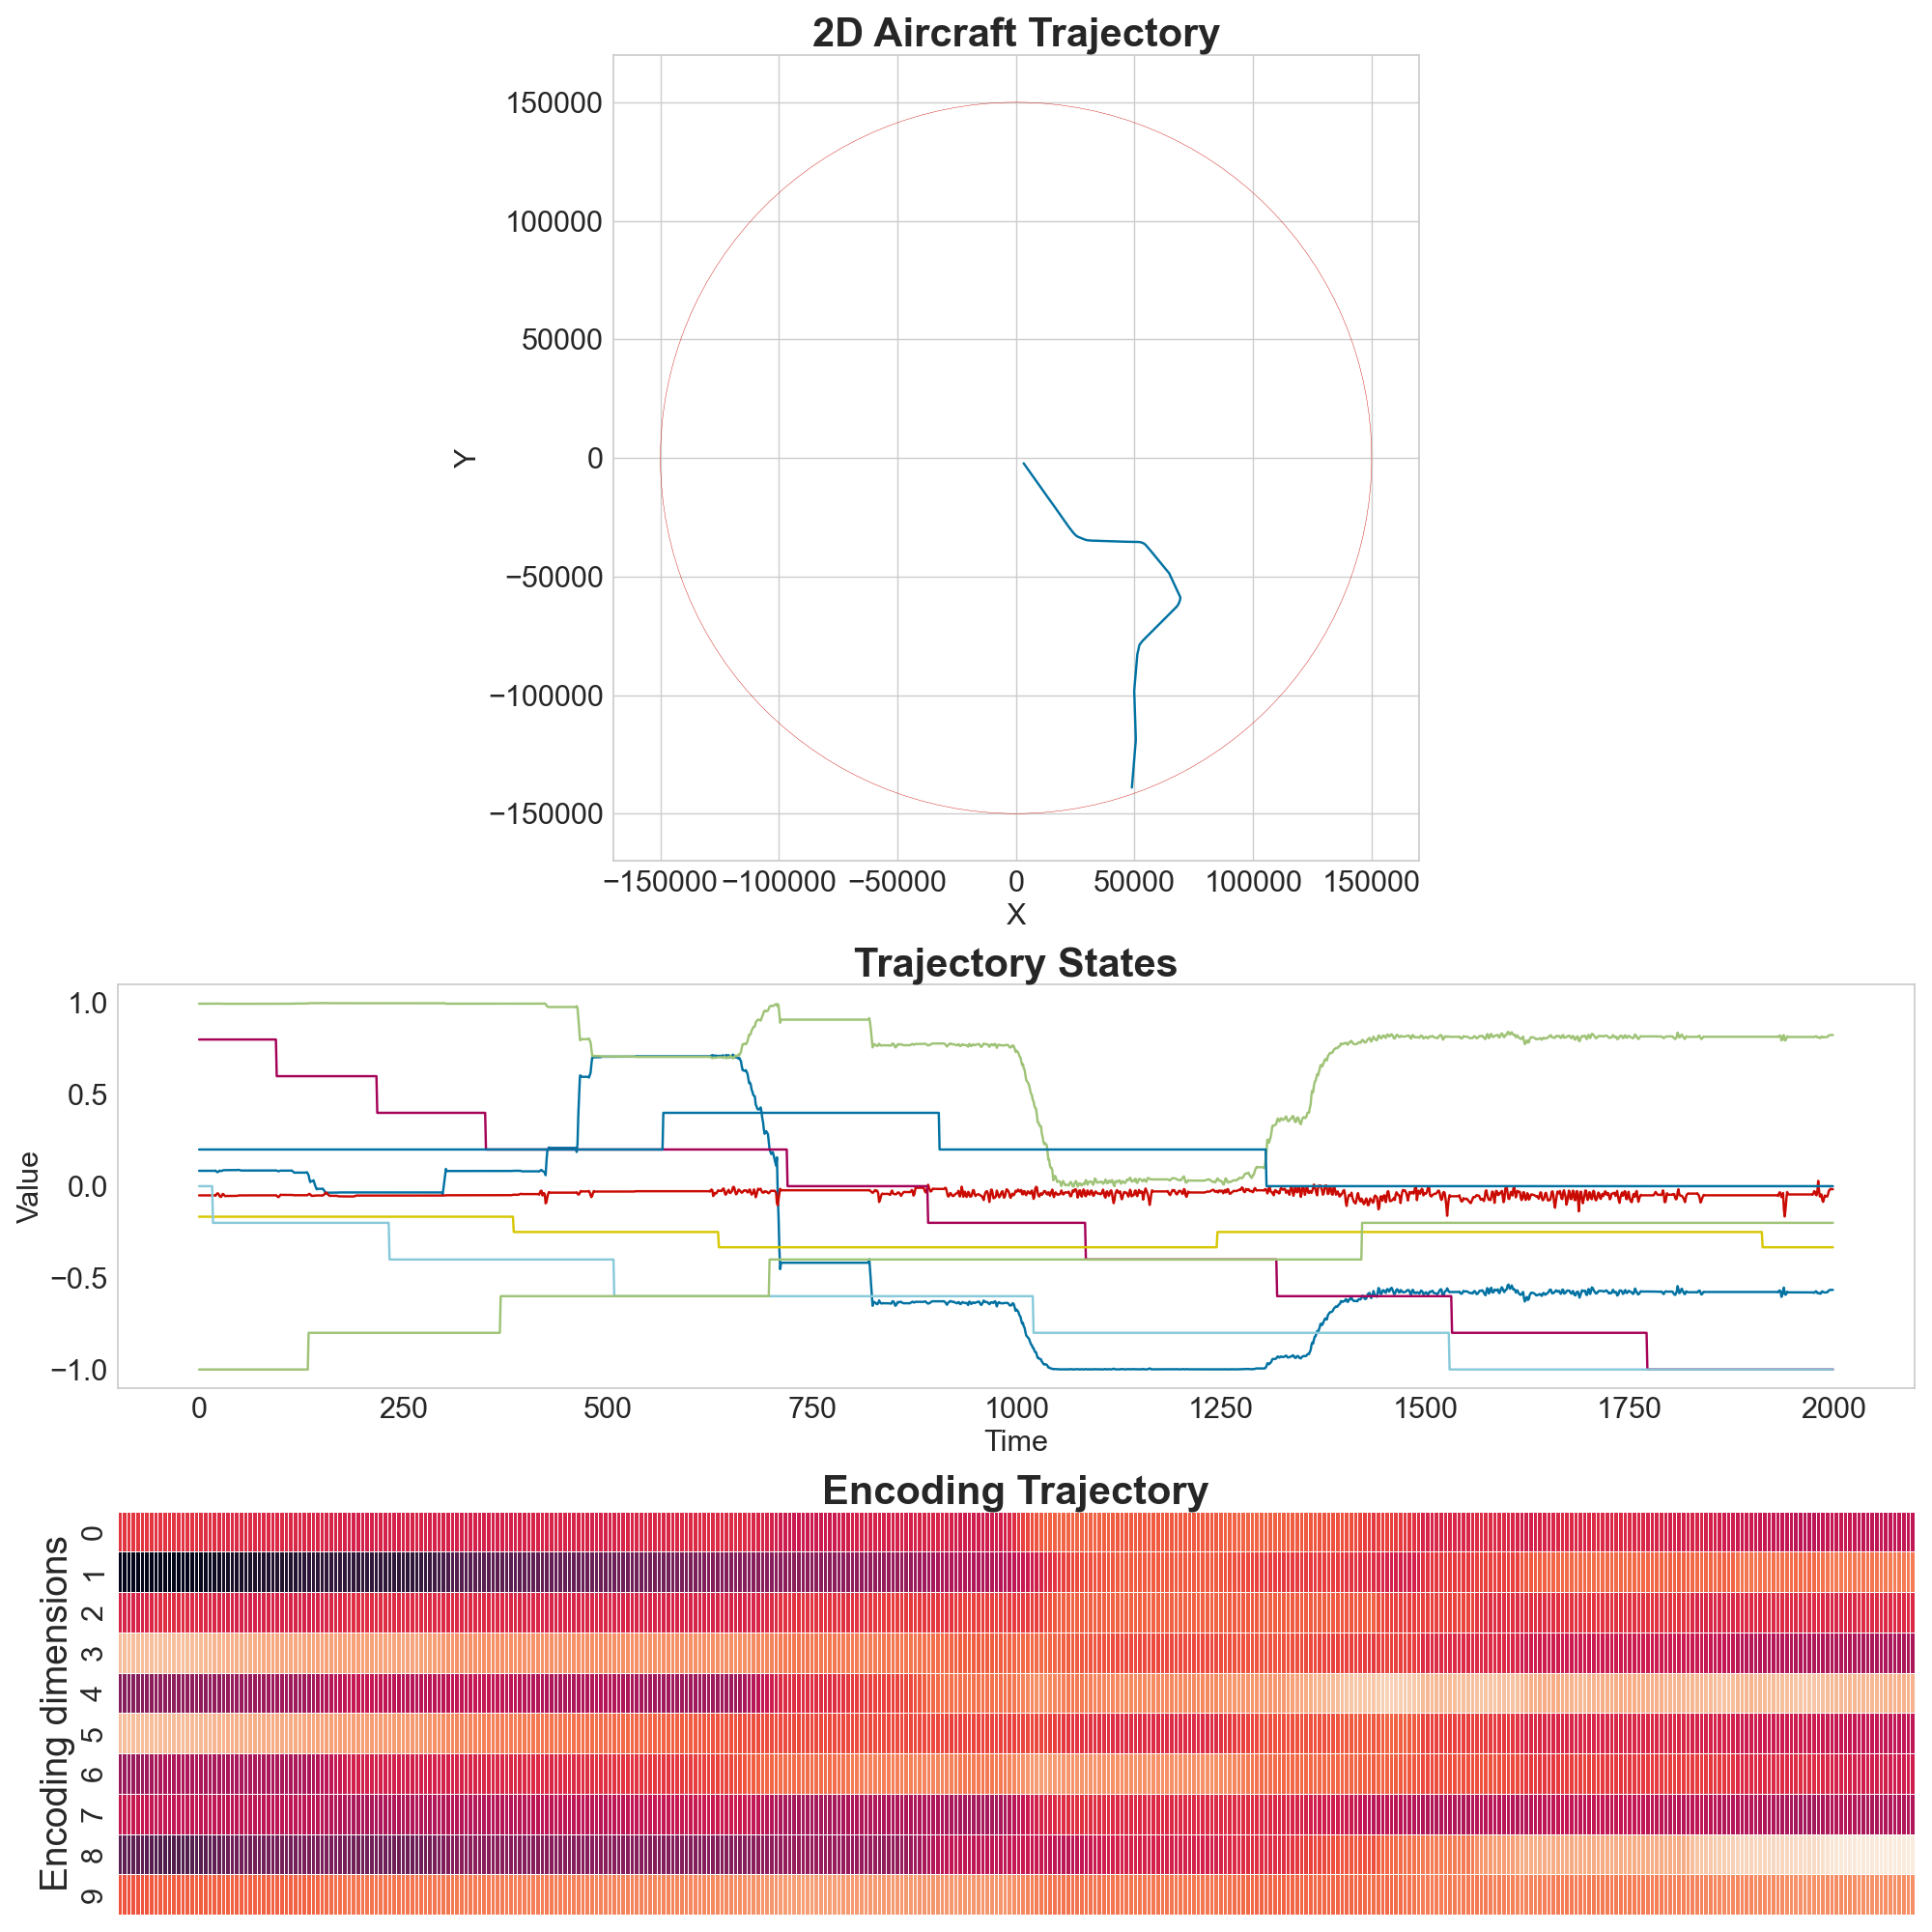 2D Aircraft Trajectory
150000
100000
50000
0
−50000
−100000
−150000
Y
−150000 −100000 −50000 0 50000 100000 150000
X
Trajectory States
1.0
0.5
0.0
−0.5
−1.0
Value
0 250 500 750 1000 1250 1500 1750 2000
Time
Encoding Trajectory
Encoding dimensions
0
1
2
3
4
5
6
7
8
9